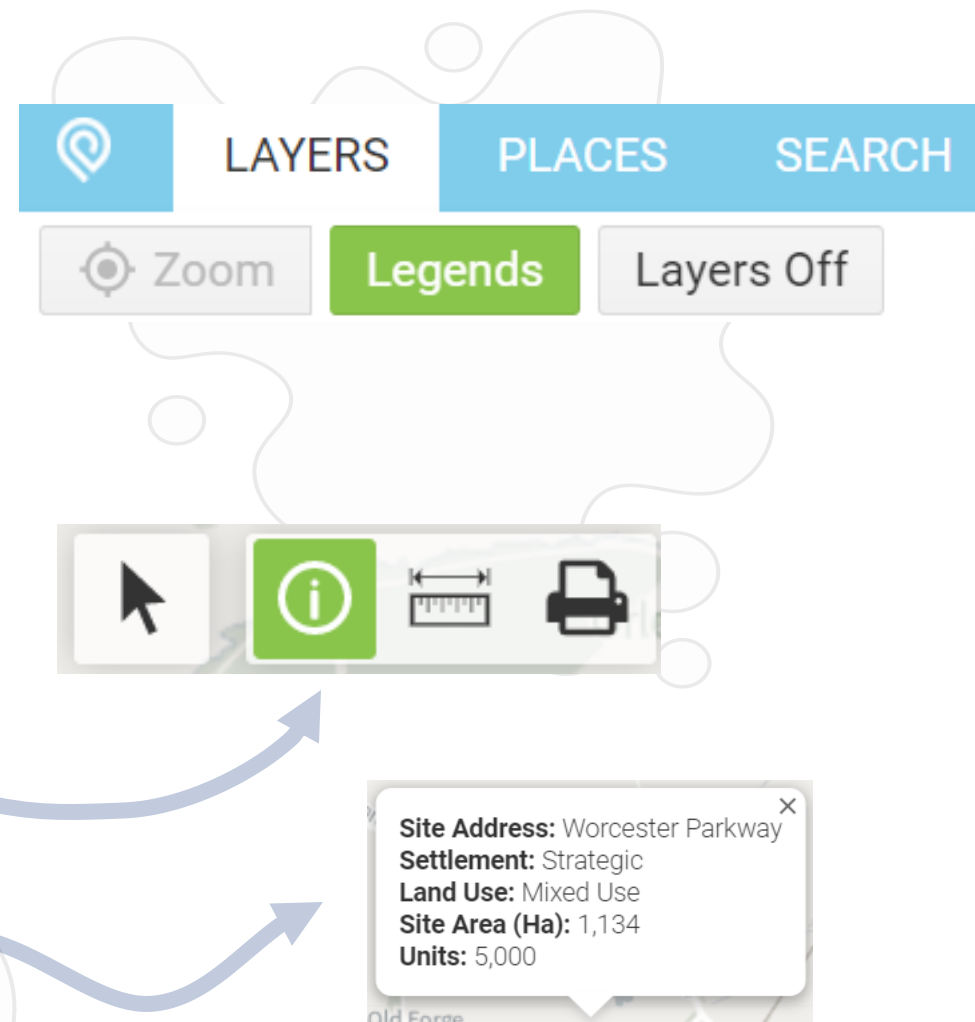 LAYERS PLACES SEARCH
Zoom Legends Layers Off
Site Address: Worcester Parkway
Settlement: Strategic
Land Use: Mixed Use
Site Area (Ha): 1,134
Units: 5,000
Old Forge